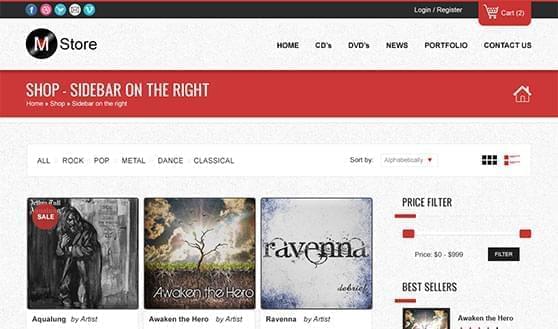 Login / Register
Cart (2)
M Store
HOME CD's DVD's NEWS PORTFOLIO CONTACT US
SHOP - SIDEBAR ON THE RIGHT
Home » Shop » Sidebar on the right
ALL / ROCK / POP / METAL / DANCE / CLASSICAL
Sort by: Alphabetically
PRICE FILTER
SALE
Price: $0 - $999
FILTER
ravenna
debrief
Awaken the Hero
BEST SELLERS
Aqualung by Artist
Awaken the Hero by Artist
Ravenna by Artist
Awaken the Hero